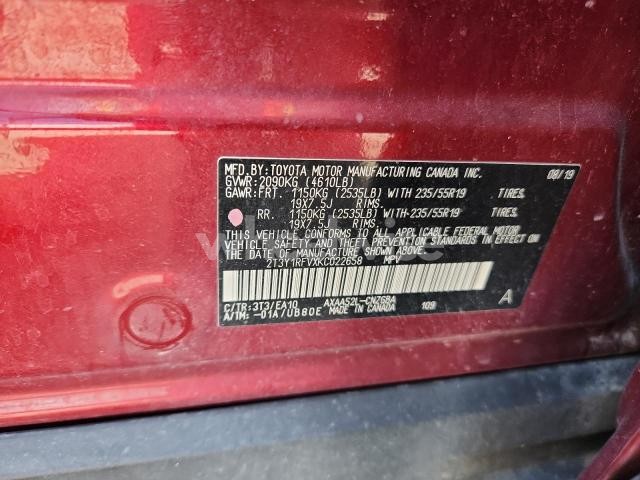 MFD.BY: TOYOTA MOTOR MANUFACTURING CANADA INC. 08/19
GVWR: 2090KG (4610LB)
GAWR: FRT. 1150KG (2535LB) WITH 235/55R19 TIRES,
19X7.5J RIMS.
RR. 1150KG (2535LB) WITH 235/55R19 TIRES,
19X7.5J RIMS.
THIS VEHICLE CONFORMS TO ALL APPLICABLE FEDERAL MOTOR
VEHICLE SAFETY AND THEFT PREVENTION STANDARDS IN EFFECT
ON THE DATE OF MANUFACTURE SHOWN ABOVE.
2T3Y1RFVXKC022658 MPV
C/TR: 3T3/EA10 AXAA52L-CNZGBA 109 A
A/TM: -01A/UB80E MADE IN CANADA